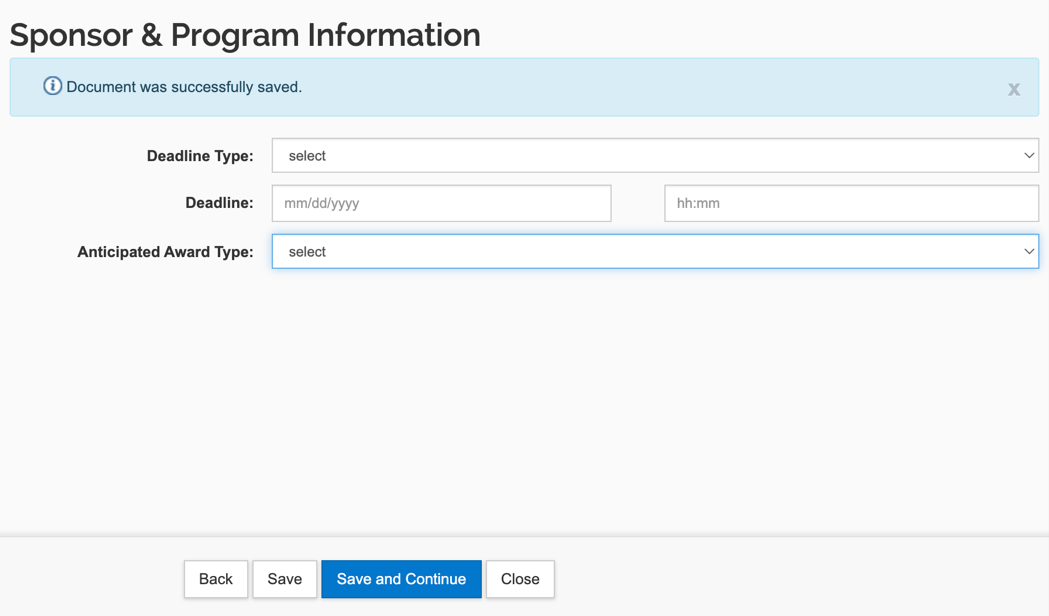 Sponsor & Program Information
Document was successfully saved.
x
Deadline Type: select
Deadline: mm/dd/yyyy hh:mm
Anticipated Award Type: select
Back Save Save and Continue Close